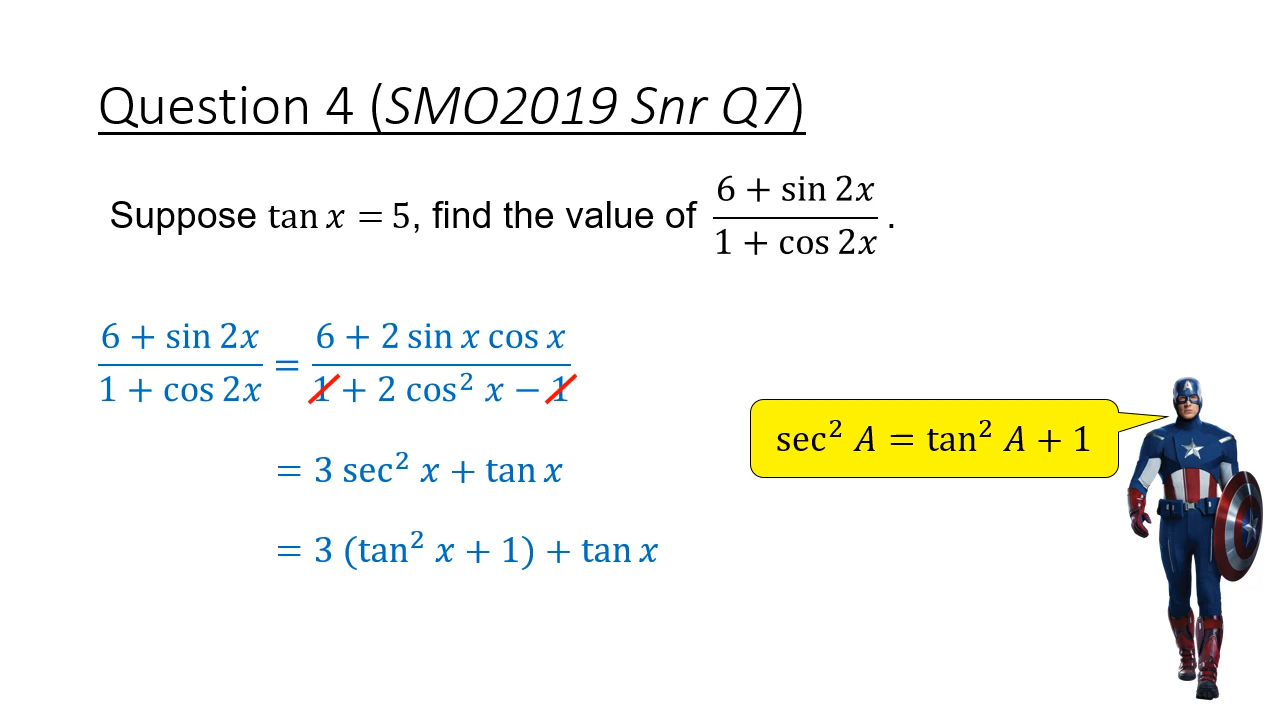 Question 4 (SMO2019 Snr Q7)
Suppose tan x = 5, find the value of (6 + sin 2x)/(1 + cos 2x) .
(6 + sin 2x)/(1 + cos 2x) = (6 + 2 sin x cos x)/(1 + 2 cos² x − 1)
sec² A = tan² A + 1
= 3 sec² x + tan x
= 3 (tan² x + 1) + tan x